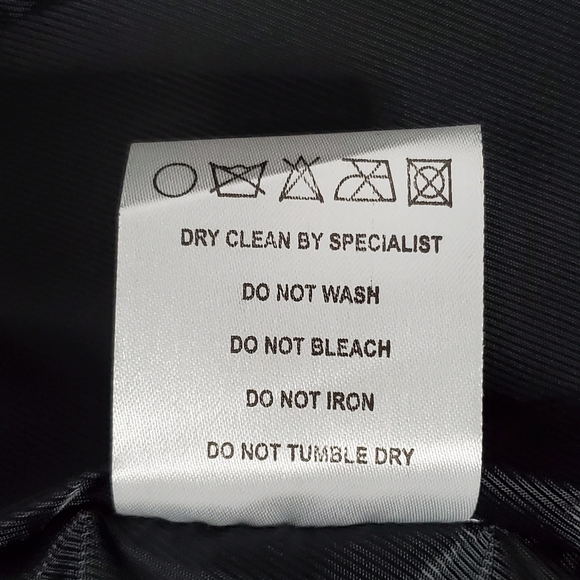 DRY CLEAN BY SPECIALIST
DO NOT WASH
DO NOT BLEACH
DO NOT IRON
DO NOT TUMBLE DRY